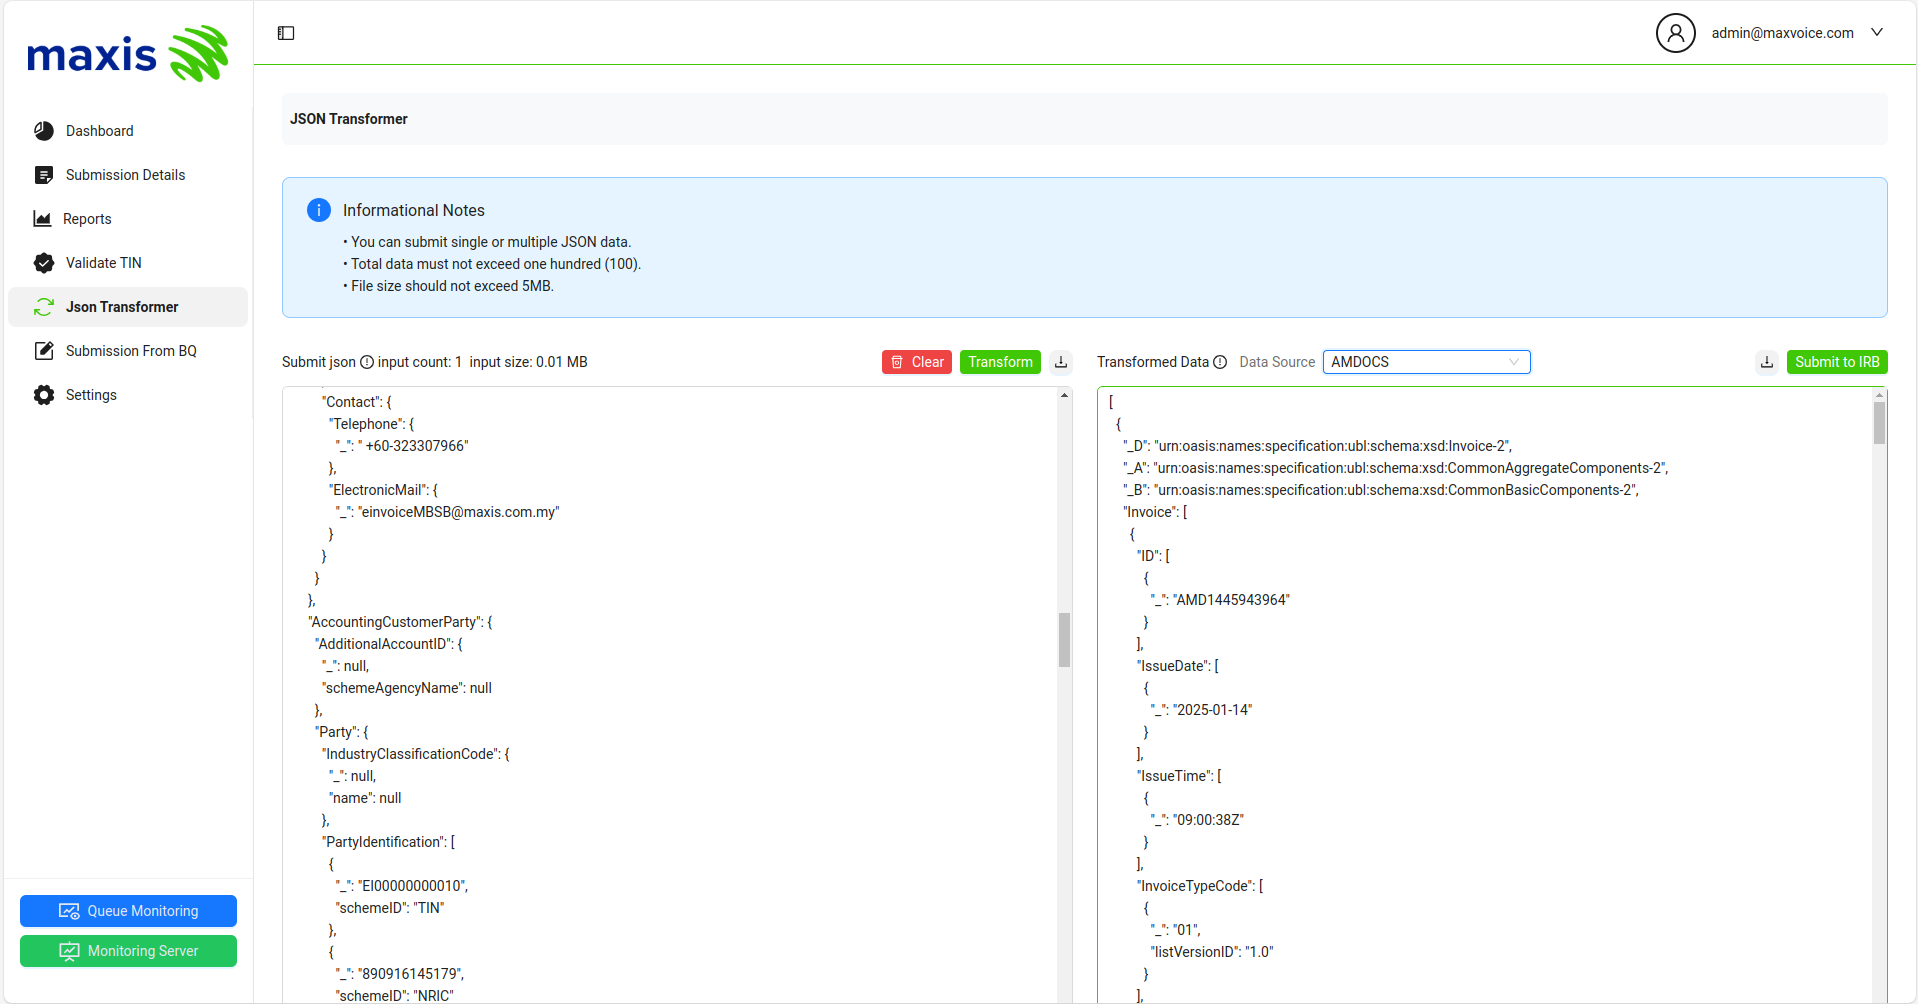 maxis
Dashboard
Submission Details
Reports
Validate TIN
Json Transformer
Submission From BQ
Settings
Queue Monitoring
Monitoring Server
admin@maxvoice.com
JSON Transformer
Informational Notes
• You can submit single or multiple JSON data.
• Total data must not exceed one hundred (100).
• File size should not exceed 5MB.
Submit json input count: 1 input size: 0.01 MB
Clear
Transform
"Contact": {
"Telephone": {
"_": " +60-323307966"
},
"ElectronicMail": {
"_": "einvoiceMBSB@maxis.com.my"
}
}
}
},
"AccountingCustomerParty": {
"AdditionalAccountID": {
"_": null,
"schemeAgencyName": null
},
"Party": {
"IndustryClassificationCode": {
"_": null,
"name": null
},
"PartyIdentification": [
{
"_": "EI00000000010",
"schemeID": "TIN"
},
{
"_": "890916145179",
"schemeID": "NRIC"
Transformed Data Data Source AMDOCS
Submit to IRB
[
{
"_D": "urn:oasis:names:specification:ubl:schema:xsd:Invoice-2",
"_A": "urn:oasis:names:specification:ubl:schema:xsd:CommonAggregateComponents-2",
"_B": "urn:oasis:names:specification:ubl:schema:xsd:CommonBasicComponents-2",
"Invoice": [
{
"ID": [
{
"_": "AMD1445943964"
}
],
"IssueDate": [
{
"_": "2025-01-14"
}
],
"IssueTime": [
{
"_": "09:00:38Z"
}
],
"InvoiceTypeCode": [
{
"_": "01",
"listVersionID": "1.0"
}
],